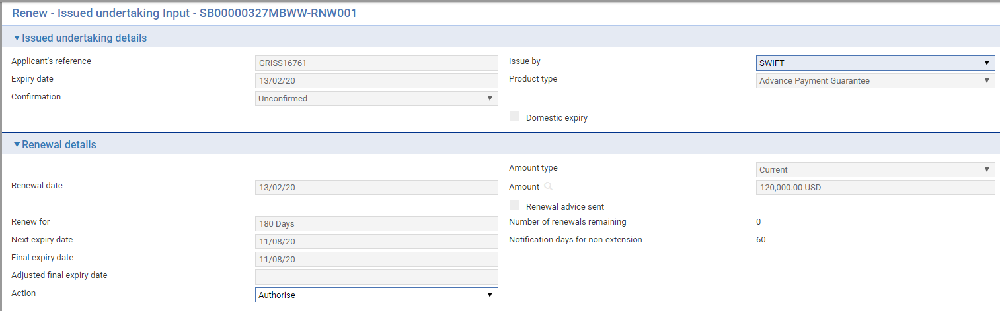 Renew - Issued undertaking Input - SB00000327MBWW-RNW001
Issued undertaking details
Applicant's reference GRISS16761 Issue by SWIFT
Expiry date 13/02/20 Product type Advance Payment Guarantee
Confirmation Unconfirmed
Domestic expiry
Renewal details
Amount type Current
Renewal date 13/02/20 Amount 120,000.00 USD
Renewal advice sent
Renew for 180 Days Number of renewals remaining 0
Next expiry date 11/08/20 Notification days for non-extension 60
Final expiry date 11/08/20
Adjusted final expiry date
Action Authorise